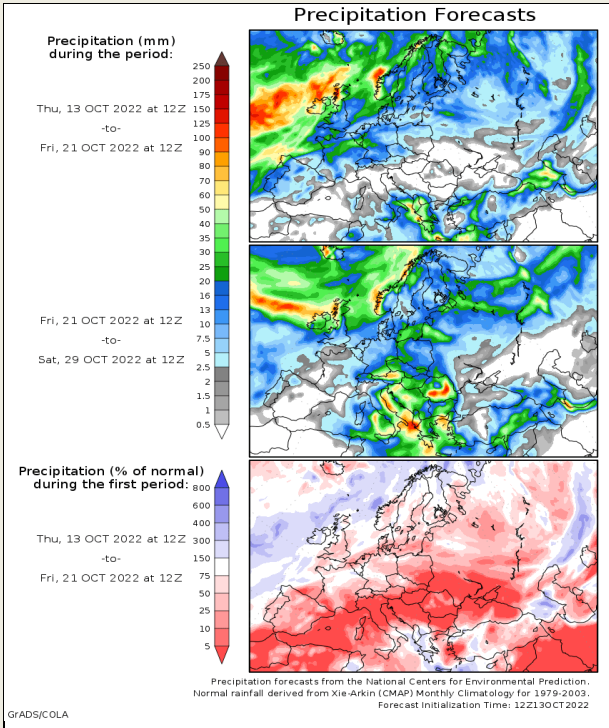 Precipitation Forecasts
Precipitation (mm)
during the period:
Thu, 13 OCT 2022 at 12Z
-to-
Fri, 21 OCT 2022 at 12Z
Fri, 21 OCT 2022 at 12Z
-to-
Sat, 29 OCT 2022 at 12Z
250
200
175
150
125
100
90
80
70
60
50
40
35
30
25
20
16
13
10
7.5
5
2.5
2
1.5
1
0.5
Precipitation (% of normal)
during the first period:
Thu, 13 OCT 2022 at 12Z
-to-
Fri, 21 OCT 2022 at 12Z
800
600
400
300
150
75
50
25
10
5
Precipitation forecasts from the National Centers for Environmental Prediction.
Normal rainfall derived from Xie-Arkin (CMAP) Monthly Climatology for 1979-2003.
Forecast Initialization Time: 12Z13OCT2022
GrADS/COLA